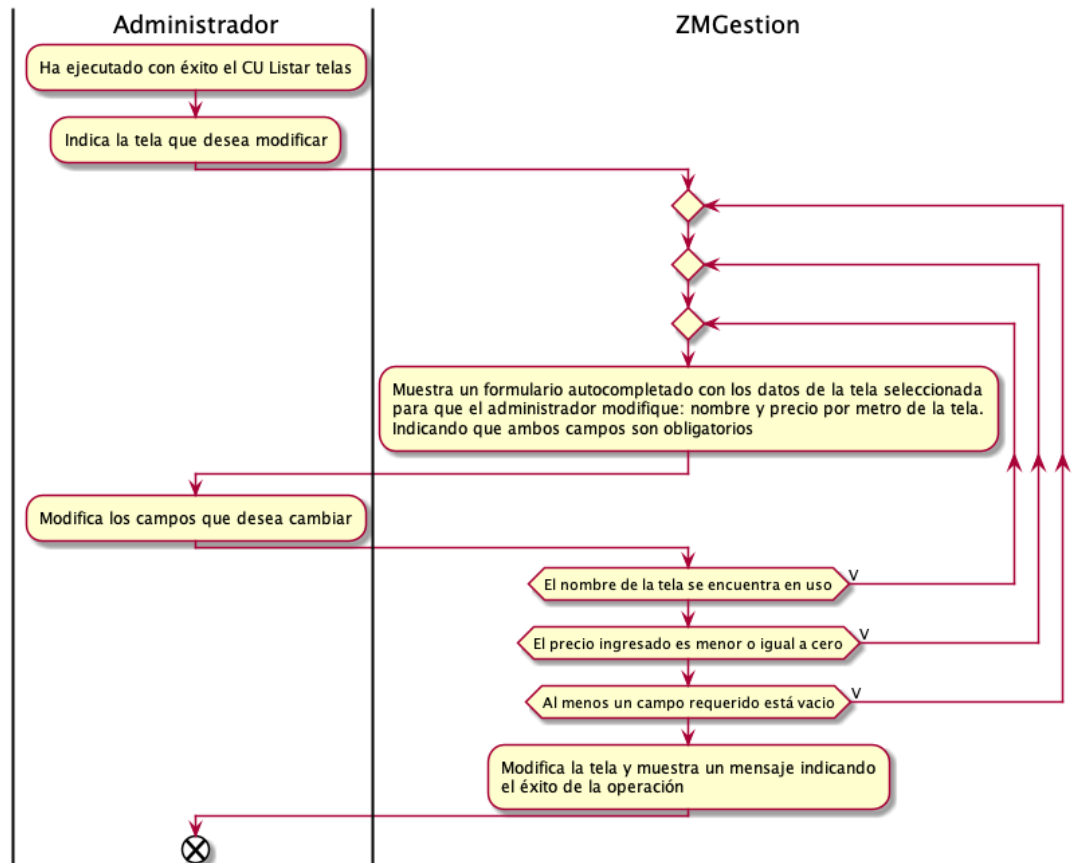 Administrador
ZMGestion
Ha ejecutado con éxito el CU Listar telas
Indica la tela que desea modificar
Muestra un formulario autocompletado con los datos de la tela seleccionada
para que el administrador modifique: nombre y precio por metro de la tela.
Indicando que ambos campos son obligatorios
Modifica los campos que desea cambiar
El nombre de la tela se encuentra en uso
V
El precio ingresado es menor o igual a cero
V
Al menos un campo requerido está vacio
V
Modifica la tela y muestra un mensaje indicando
el éxito de la operación